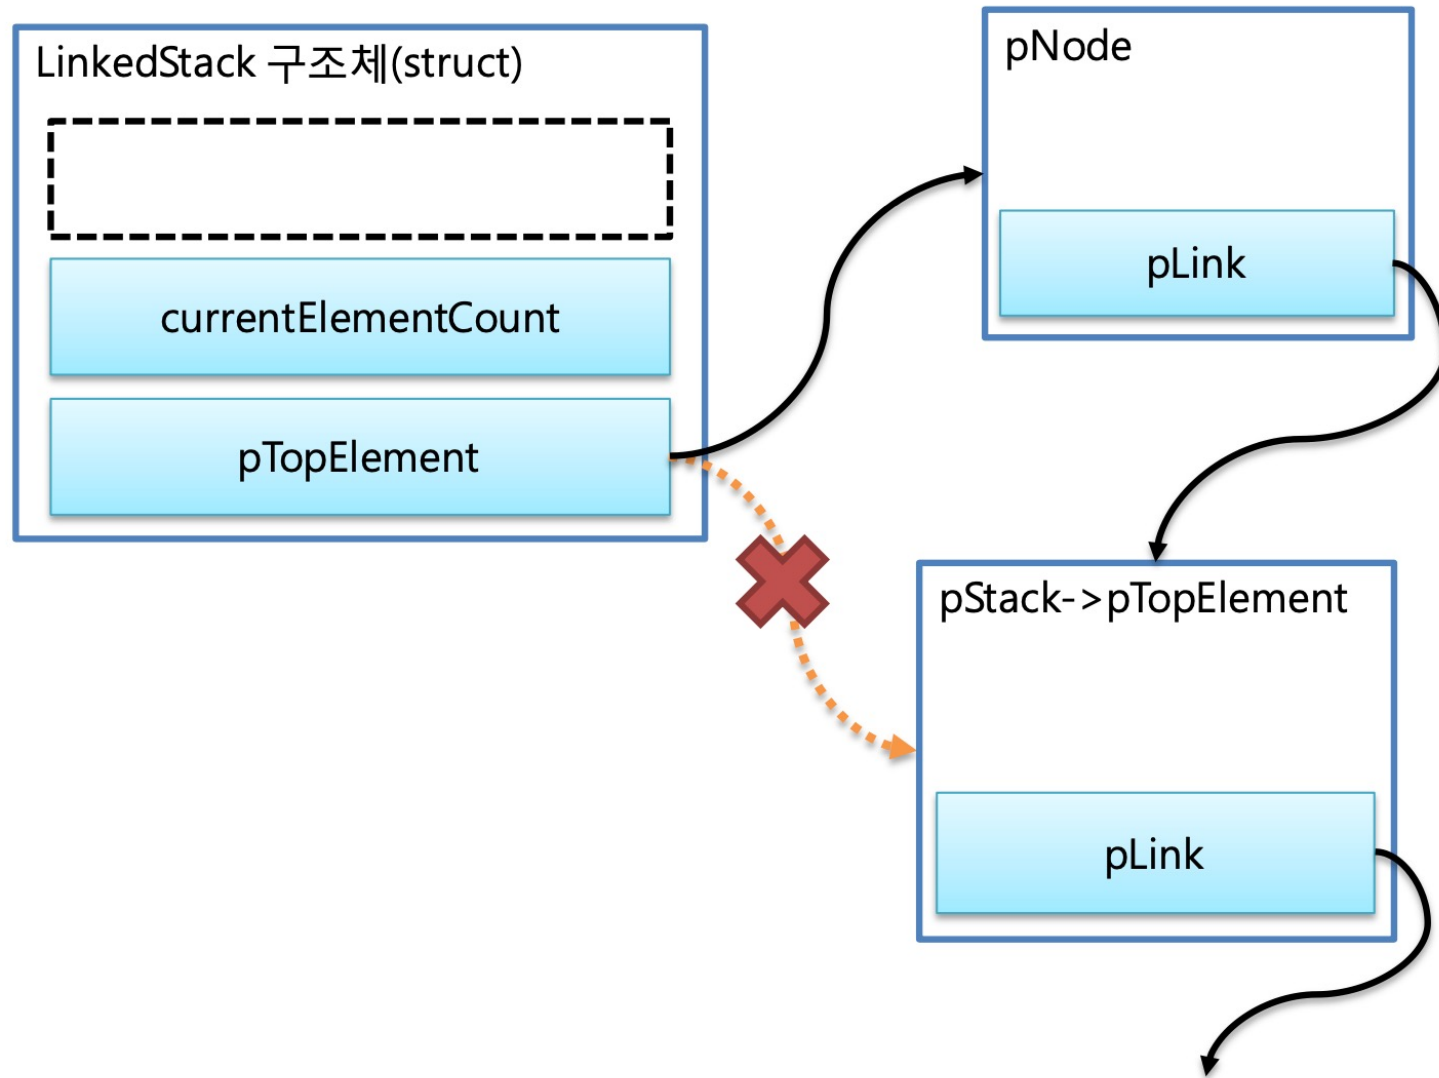 LinkedStack 구조체(struct)
currentElementCount
pTopElement
pNode
pLink
pStack->pTopElement
pLink